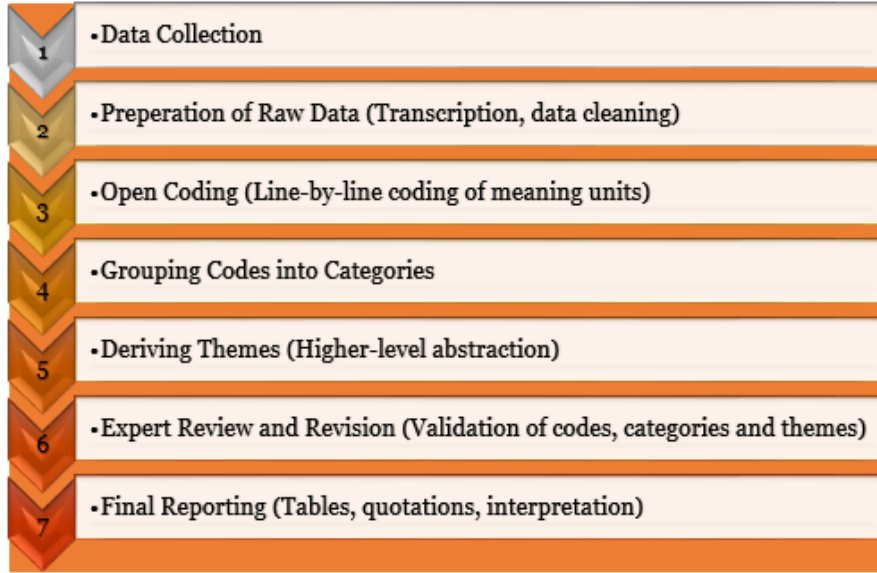 1
•Data Collection
2
•Preperation of Raw Data (Transcription, data cleaning)
3
•Open Coding (Line-by-line coding of meaning units)
4
•Grouping Codes into Categories
5
•Deriving Themes (Higher-level abstraction)
6
•Expert Review and Revision (Validation of codes, categories and themes)
7
•Final Reporting (Tables, quotations, interpretation)